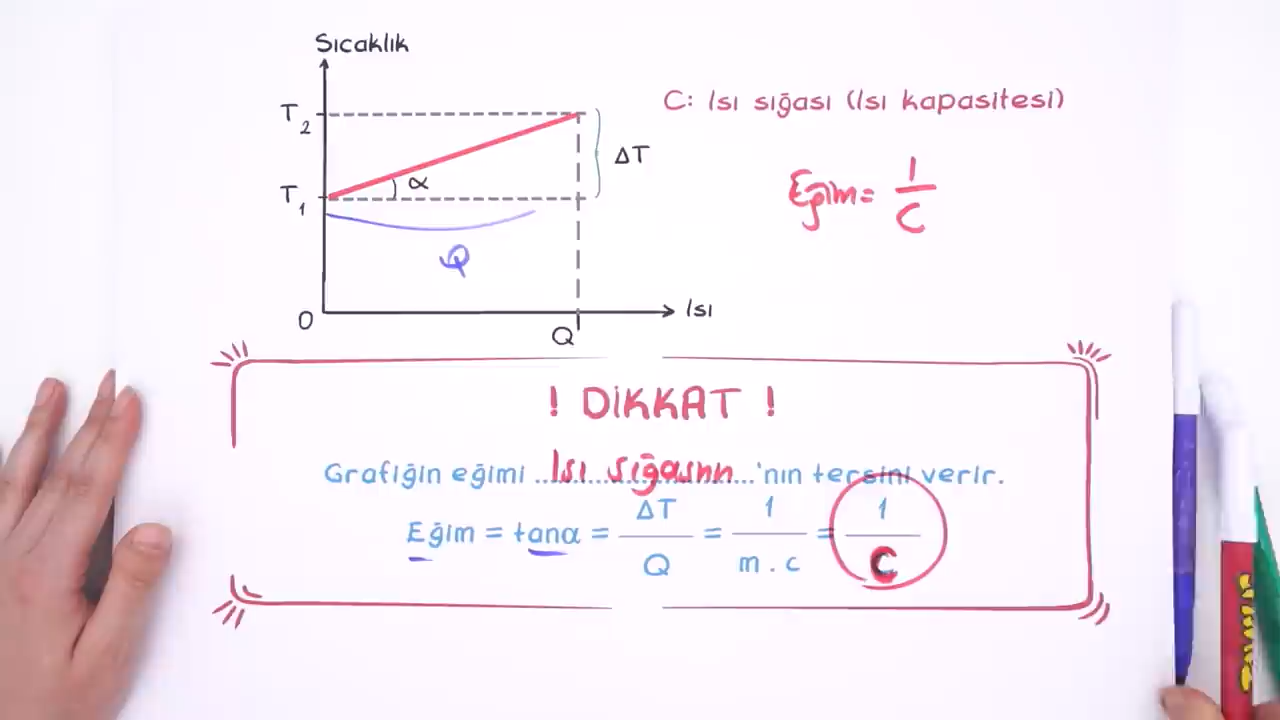 Sıcaklık
T2
T1
α
ΔT
Q
0
Q
Isı
C: Isı sığası (Isı kapasitesi)
Eğim = 1/C
! DİKKAT !
Grafiğin eğimi ...Isı sığasının...'nın tersini verir.
Eğim = tanα = ΔT/Q = 1/m . c = 1/C